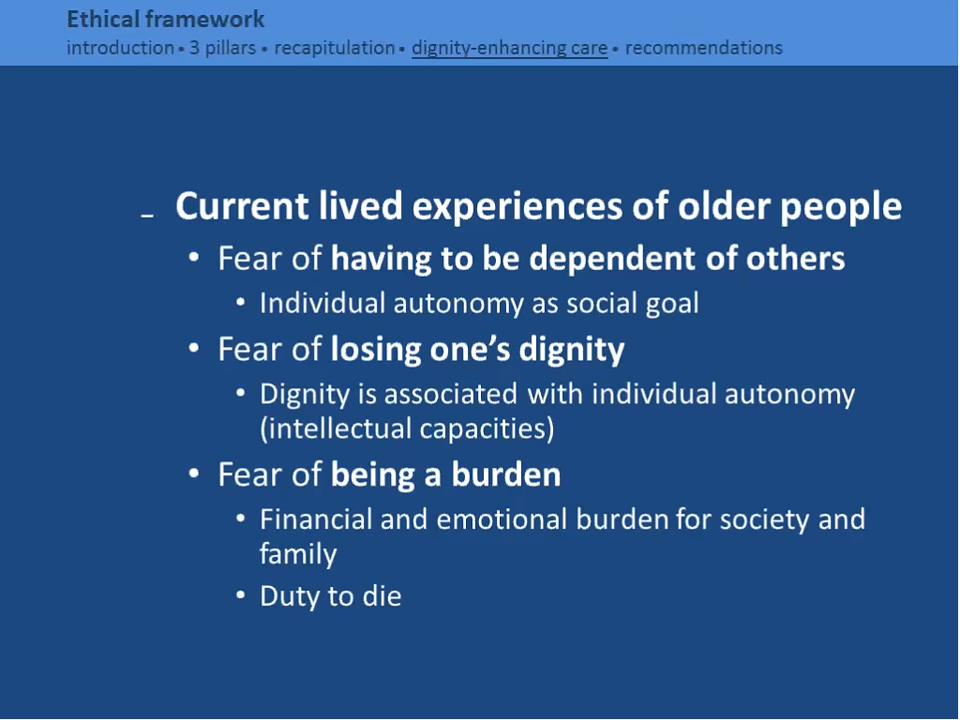 Ethical framework
introduction • 3 pillars • recapitulation • dignity-enhancing care • recommendations
– Current lived experiences of older people
• Fear of having to be dependent of others
• Individual autonomy as social goal
• Fear of losing one’s dignity
• Dignity is associated with individual autonomy
(intellectual capacities)
• Fear of being a burden
• Financial and emotional burden for society and
family
• Duty to die